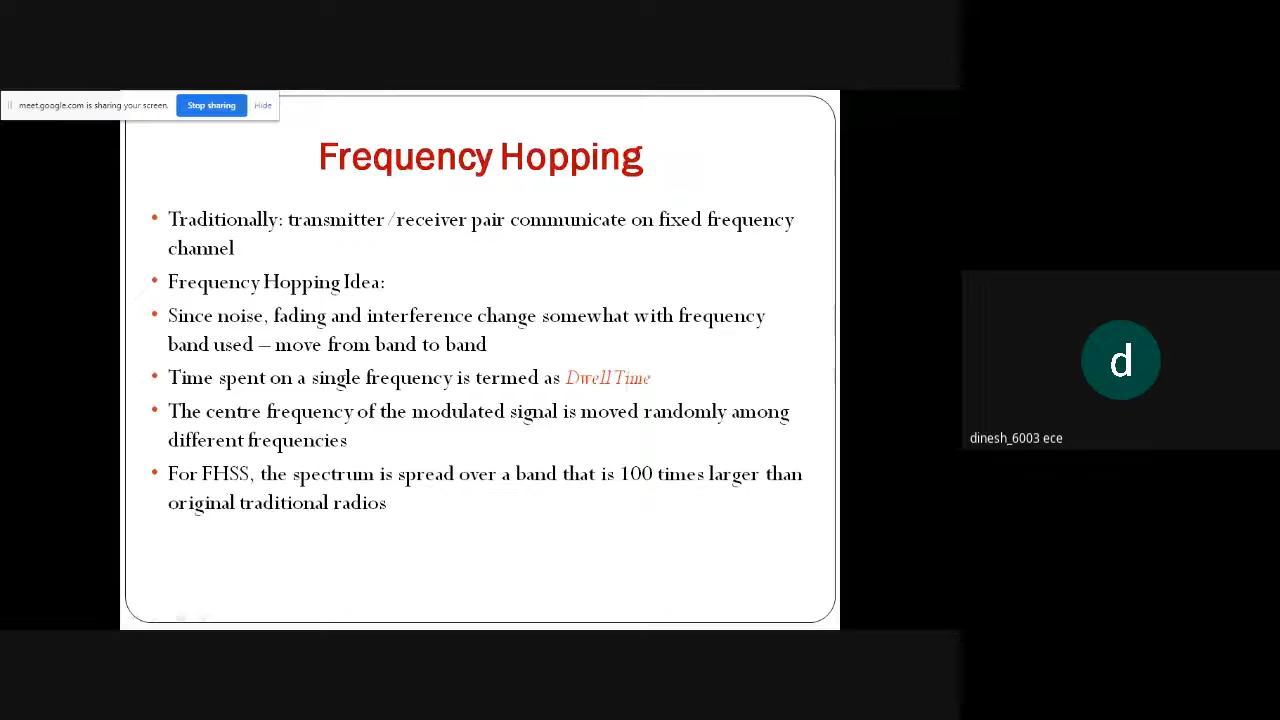 meet.google.com is sharing your screen.
Stop sharing
Hide
Frequency Hopping
• Traditionally: transmitter/receiver pair communicate on fixed frequency
channel
• Frequency Hopping Idea:
• Since noise, fading and interference change somewhat with frequency
band used – move from band to band
• Time spent on a single frequency is termed as Dwell Time
• The centre frequency of the modulated signal is moved randomly among
different frequencies
• For FHSS, the spectrum is spread over a band that is 100 times larger than
original traditional radios
d
dinesh_6003 ece